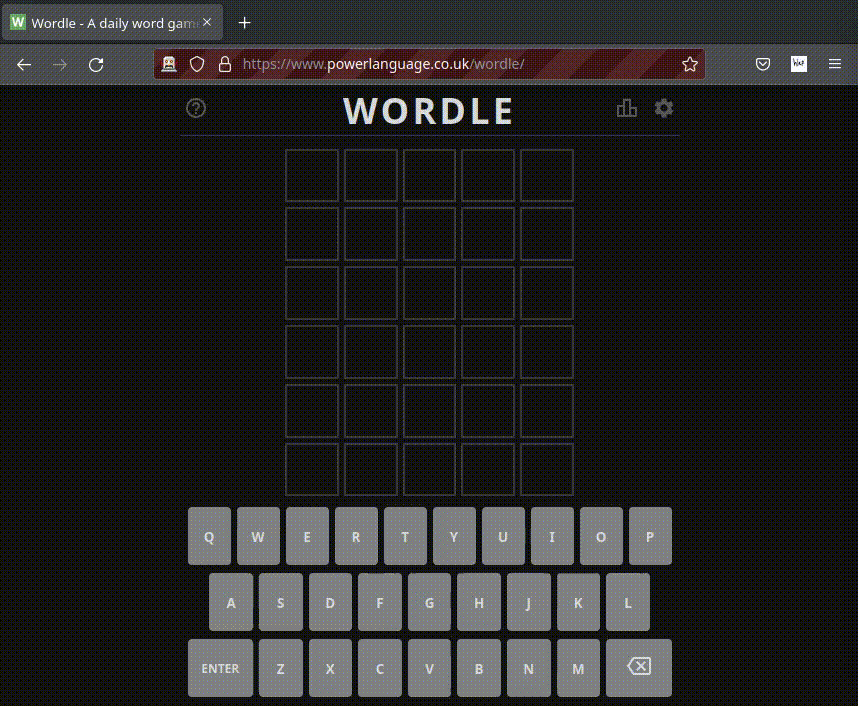 W Wordle - A daily word gam
https://www.powerlanguage.co.uk/wordle/
WORDLE
Q W E R T Y U I O P
A S D F G H J K L
ENTER Z X C V B N M